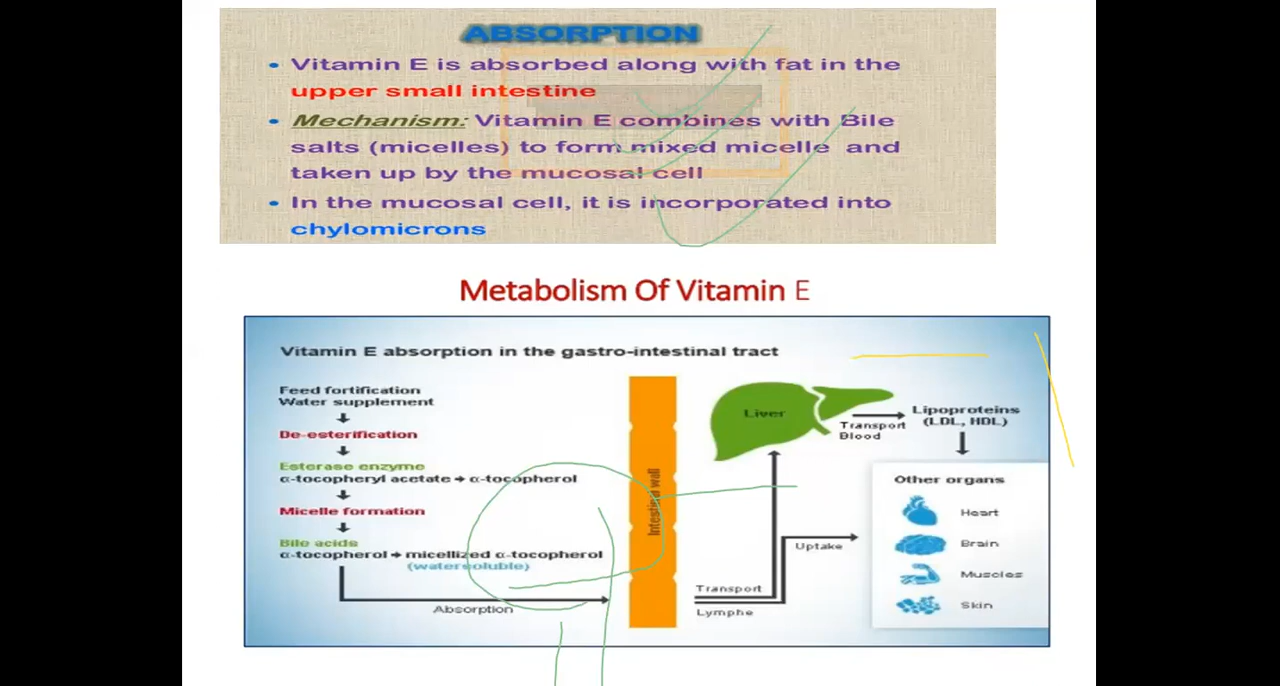 ABSORPTION
• Vitamin E is absorbed along with fat in the
upper small intestine
• Mechanism: Vitamin E combines with Bile
salts (micelles) to form mixed micelle and
taken up by the mucosal cell
• In the mucosal cell, it is incorporated into
chylomicrons
Metabolism Of Vitamin E
Vitamin E absorption in the gastro-intestinal tract
Feed fortification
Water supplement
De-esterification
Esterase enzyme
α-tocopheryl acetate → α-tocopherol
Micelle formation
Bile acids
α-tocopherol → micellized α-tocopherol
(watersoluble)
Absorption
Intestinal wall
Liver
Transport
Blood
Lipoproteins
(LDL, HDL)
Transport
Lymphe
Uptake
Other organs
Heart
Brain
Muscles
Skin